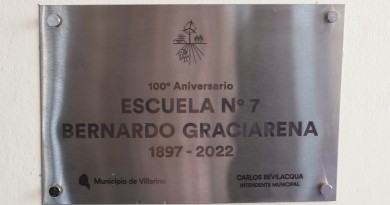 100º Aniversario
ESCUELA Nº 7
BERNARDO GRACIARENA
1897 - 2022
Municipio de Villarino
CARLOS BEVILACQUA
INTENDENTE MUNICIPAL